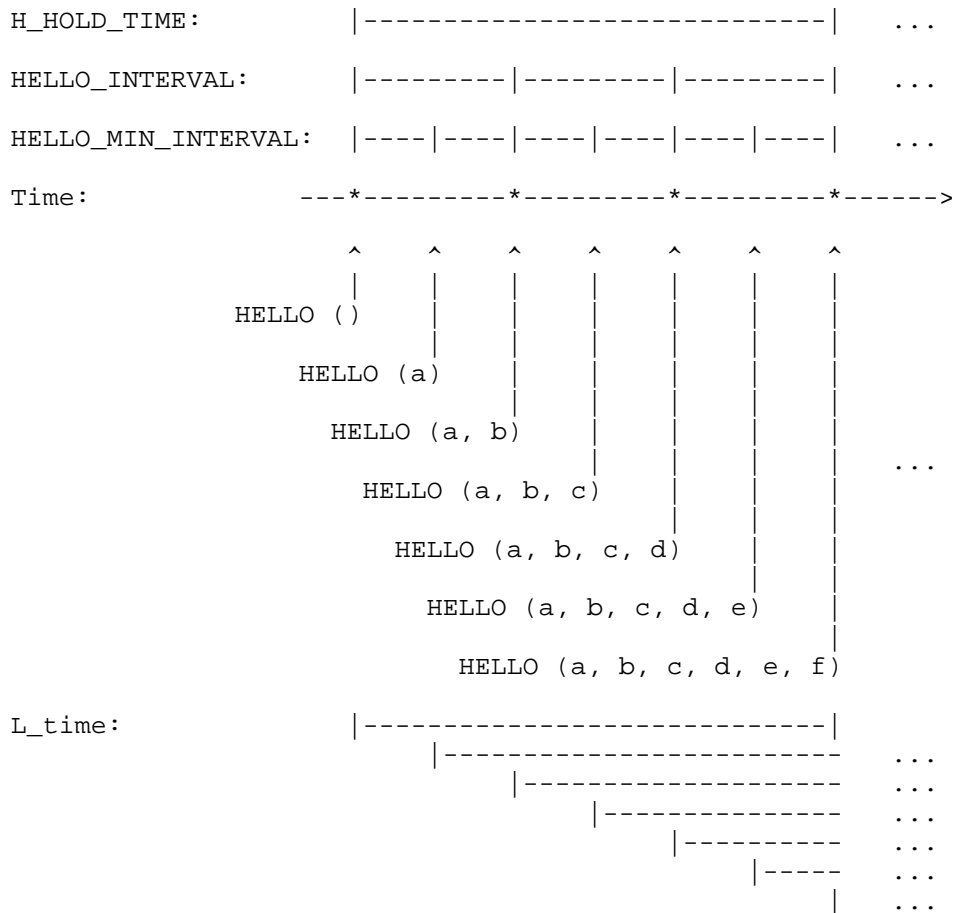 H_HOLD_TIME: |-----------------------------| ...
HELLO_INTERVAL: |---------|---------|---------| ...
HELLO_MIN_INTERVAL: |----|----|----|----|----|----| ...
Time: ---*---------*---------*---------*------>
^ ^ ^ ^ ^ ^ ^
| | | | | | |
HELLO () | | | | | |
| | | | | |
HELLO (a) | | | | |
| | | | |
HELLO (a, b) | | | |
| | | | ...
HELLO (a, b, c) | | |
| | |
HELLO (a, b, c, d) | |
| |
HELLO (a, b, c, d, e) |
|
HELLO (a, b, c, d, e, f)
L_time: |-----------------------------|
|------------------------- ...
|-------------------- ...
|--------------- ...
|---------- ...
|----- ...
| ...